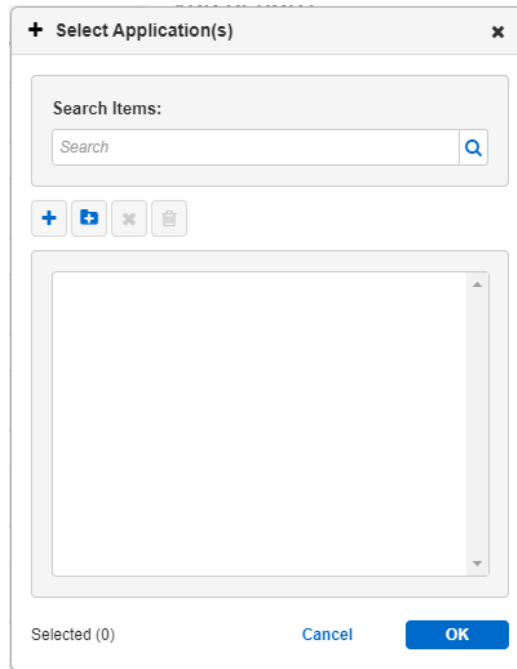 Select Application(s)
Search Items:
Search
Selected (0)
Cancel
OK